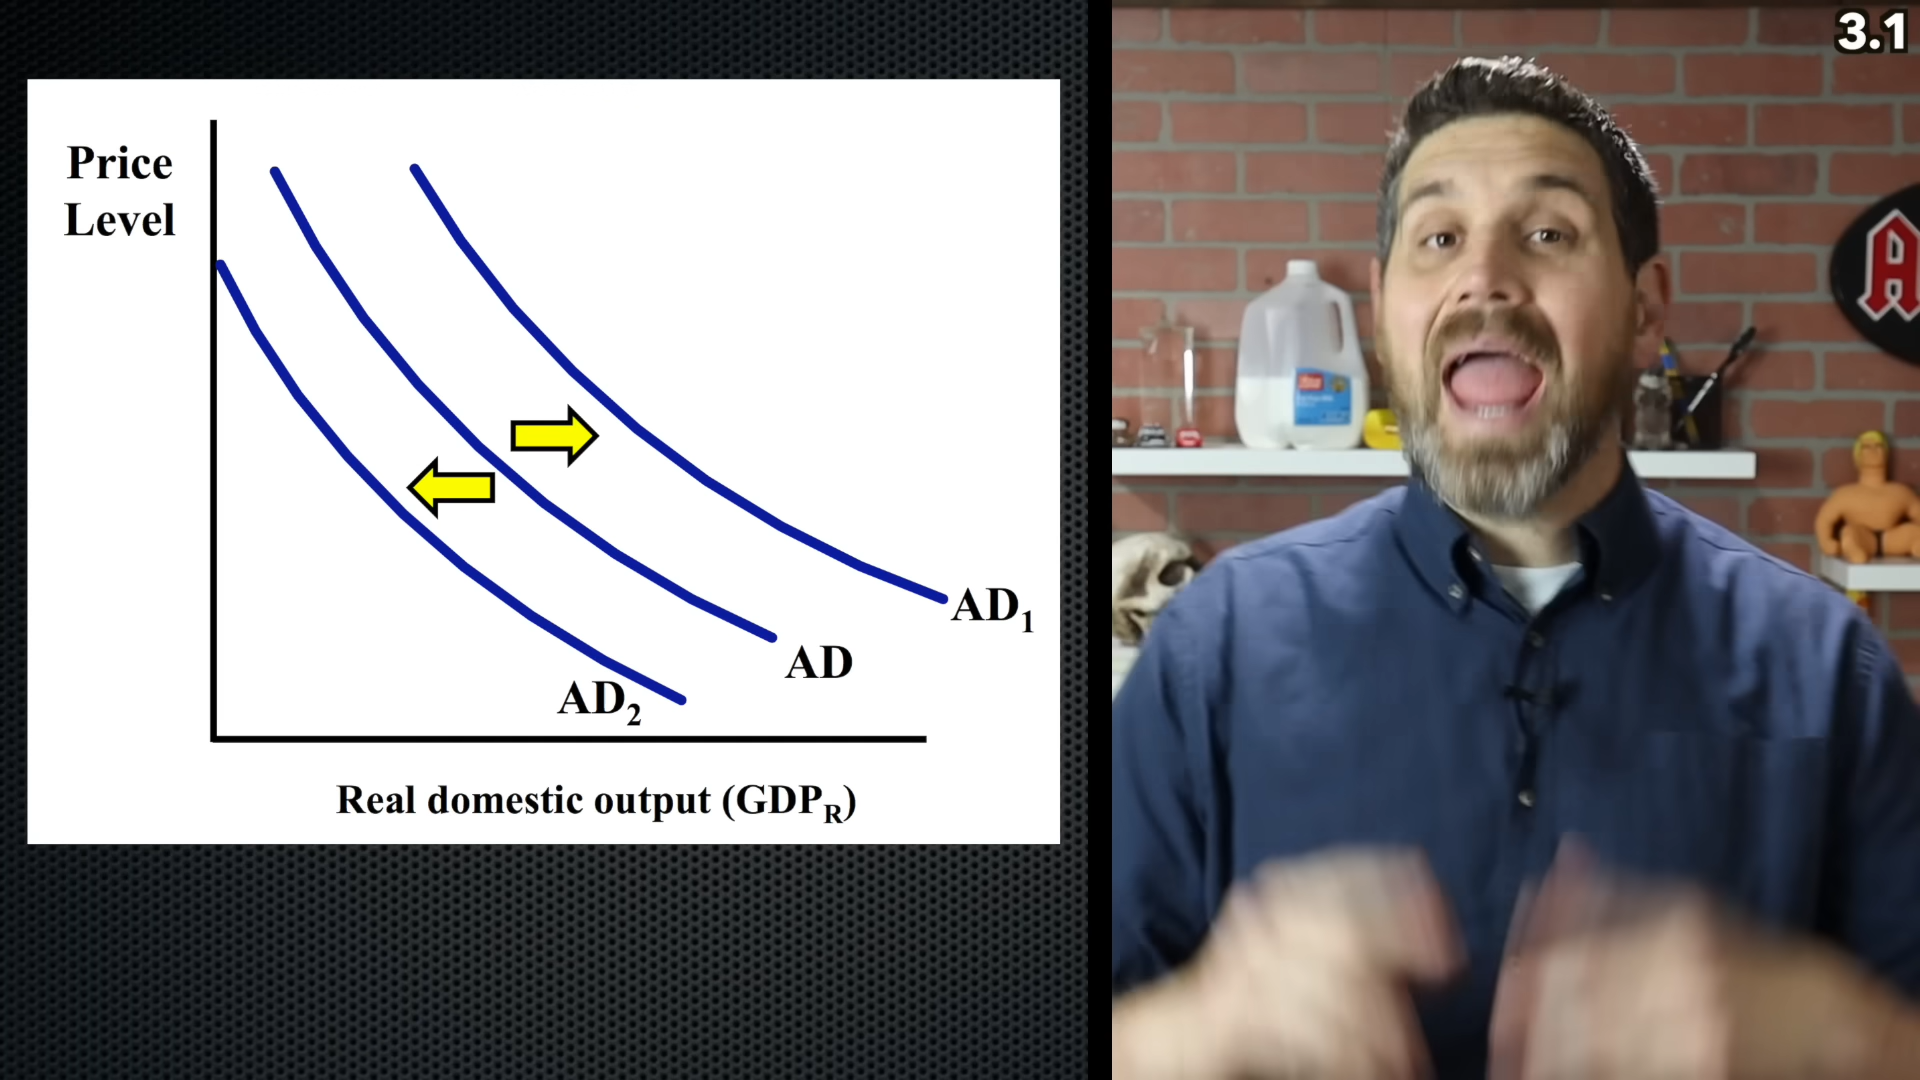 3.1
Price
Level
AD₁
AD
AD₂
Real domestic output (GDPR)
A